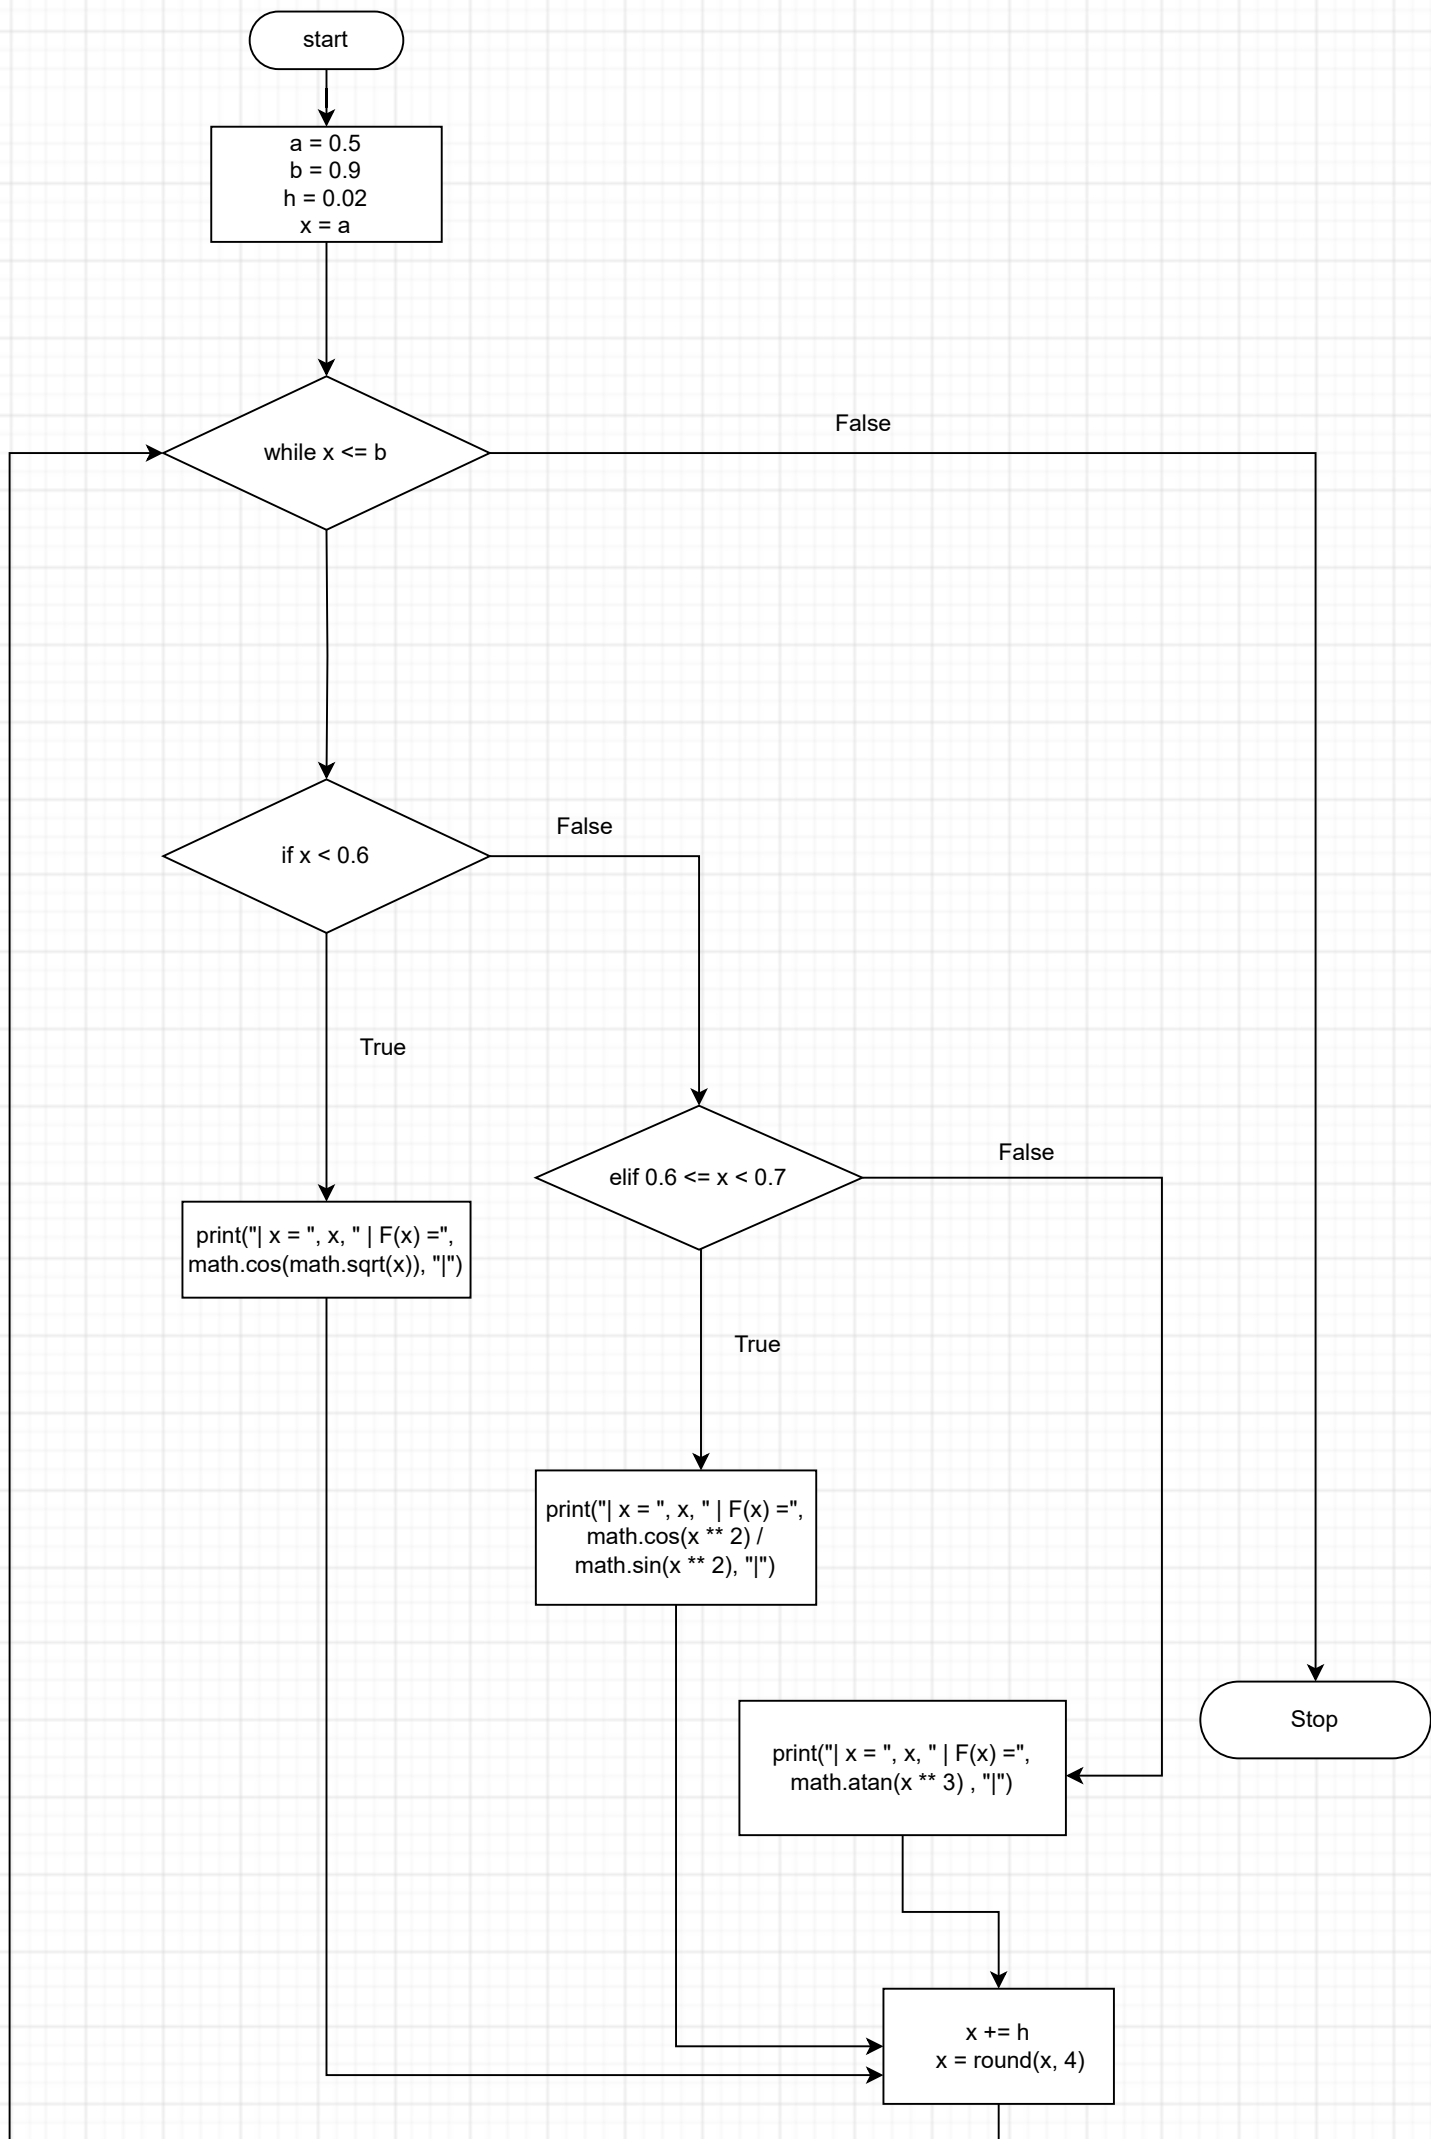 start
a = 0.5
b = 0.9
h = 0.02
x = a
while x <= b
False
if x < 0.6
False
True
elif 0.6 <= x < 0.7
False
print("| x = ", x, " | F(x) =",
math.cos(math.sqrt(x)), "|")
True
print("| x = ", x, " | F(x) =",
math.cos(x ** 2) /
math.sin(x ** 2), "|")
Stop
print("| x = ", x, " | F(x) =",
math.atan(x ** 3) , "|")
x += h
x = round(x, 4)